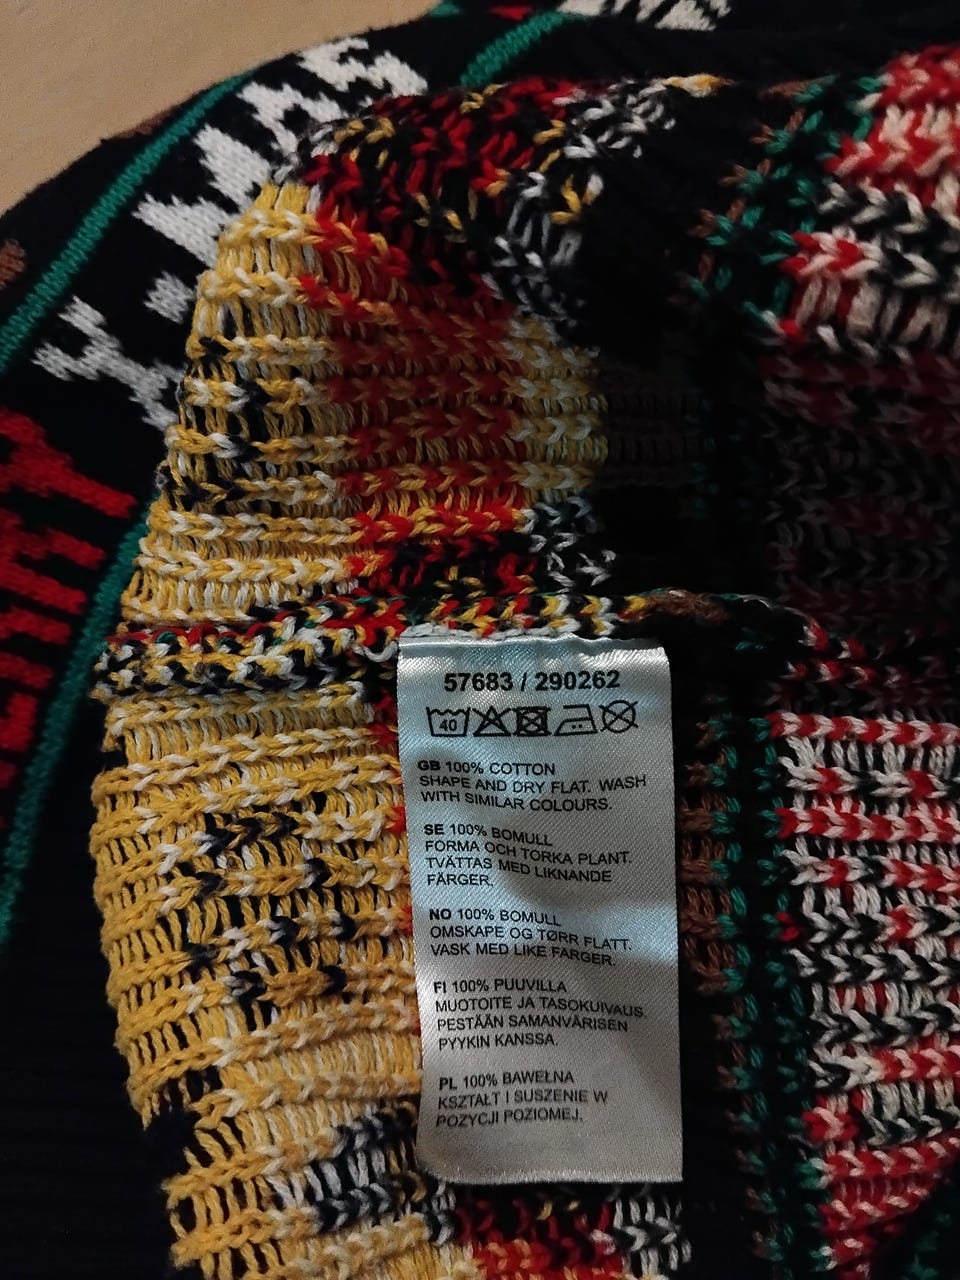 57683 / 290262
40
GB 100% COTTON
SHAPE AND DRY FLAT. WASH
WITH SIMILAR COLOURS.
SE 100% BOMULL
FORMA OCH TORKA PLANT.
TVÄTTAS MED LIKNANDE
FÄRGER.
NO 100% BOMULL
OMSKAPE OG TØRR FLATT.
VASK MED LIKE FARGER.
FI 100% PUUVILLA
MUOTOITE JA TASOKUIVAUS.
PESTÄÄN SAMANVÄRISEN
PYYKIN KANSSA.
PL 100% BAWEŁNA
KSZTAŁT I SUSZENIE W
POZYCJI POZIOMEJ.